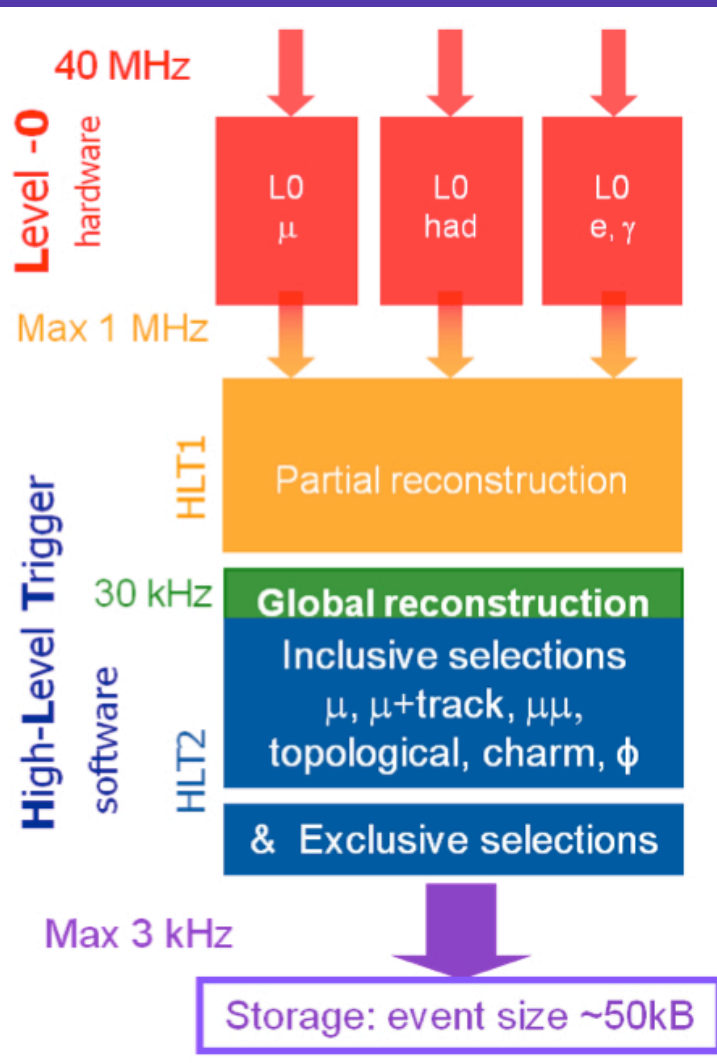 40 MHz
Level -0
hardware
L0
μ
L0
had
L0
e, γ
Max 1 MHz
High-Level Trigger
software
HLT1
Partial reconstruction
30 kHz
Global reconstruction
HLT2
Inclusive selections
μ, μ+track, μμ,
topological, charm, ϕ
& Exclusive selections
Max 3 kHz
Storage: event size ~50kB